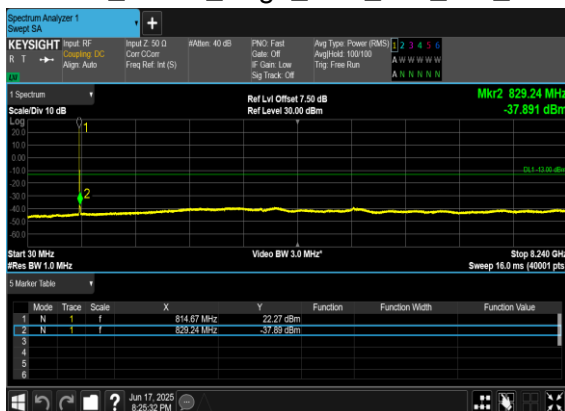 Spectrum Analyzer 1
Swept SA
+
KEYSIGHT
R T
LXI
Input: RF
Coupling: DC
Align: Auto
Input Z: 50 Ω
Corr CCorr
Freq Ref: Int (S)
#Atten: 40 dB
PNO: Fast
Gate: Off
IF Gain: Low
Sig Track: Off
Avg Type: Power (RMS)
Avg|Hold: 100/100
Trig: Free Run
1 2 3 4 5 6
A W W W W W
A N N N N N
1 Spectrum
Scale/Div 10 dB
Ref Lvl Offset 7.50 dB
Ref Level 30.00 dBm
Mkr2 829.24 MHz
-37.891 dBm
Log
20.0
10.0
0.00
-10.0
-20.0
-30.0
-40.0
-50.0
-60.0
1
2
DL1 -13.00 dBm
Start 30 MHz
#Res BW 1.0 MHz
Video BW 3.0 MHz*
Stop 8.240 GHz
Sweep 16.0 ms (40001 pts
5 Marker Table
Mode Trace Scale X Y Function Function Width Function Value
1 N 1 f 814.67 MHz 22.27 dBm
2 N 1 f 829.24 MHz -37.89 dBm
3
4
5
6
?
Jun 17, 2025
8:25:32 PM